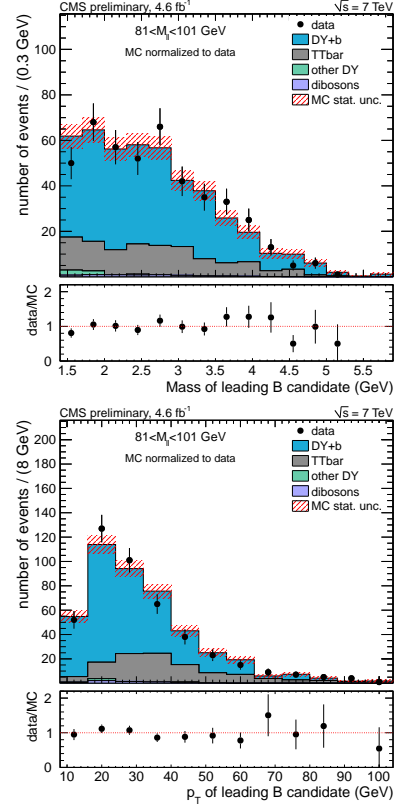 CMS preliminary, 4.6 fb⁻¹ √s = 7 TeV
81<M_ll<101 GeV
MC normalized to data
data
DY+b
TTbar
other DY
dibosons
MC stat. unc.
number of events / (0.3 GeV)
100
80
60
40
20
data/MC
2
1
0
1.5 2 2.5 3 3.5 4 4.5 5 5.5
Mass of leading B candidate (GeV)
CMS preliminary, 4.6 fb⁻¹ √s = 7 TeV
81<M_ll<101 GeV
MC normalized to data
data
DY+b
TTbar
other DY
dibosons
MC stat. unc.
number of events / (8 GeV)
200
180
160
140
120
100
80
60
40
20
data/MC
2
1
0
10 20 30 40 50 60 70 80 90 100
p_T of leading B candidate (GeV)